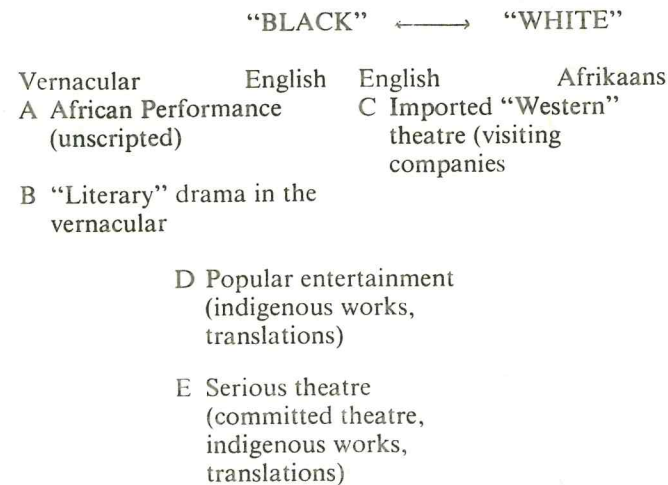 “BLACK” ⟷ “WHITE”
Vernacular English English Afrikaans
A African Performance
(unscripted)
C Imported “Western”
theatre (visiting
companies
B “Literary” drama in the
vernacular
D Popular entertainment
(indigenous works,
translations)
E Serious theatre
(committed theatre,
indigenous works,
translations)